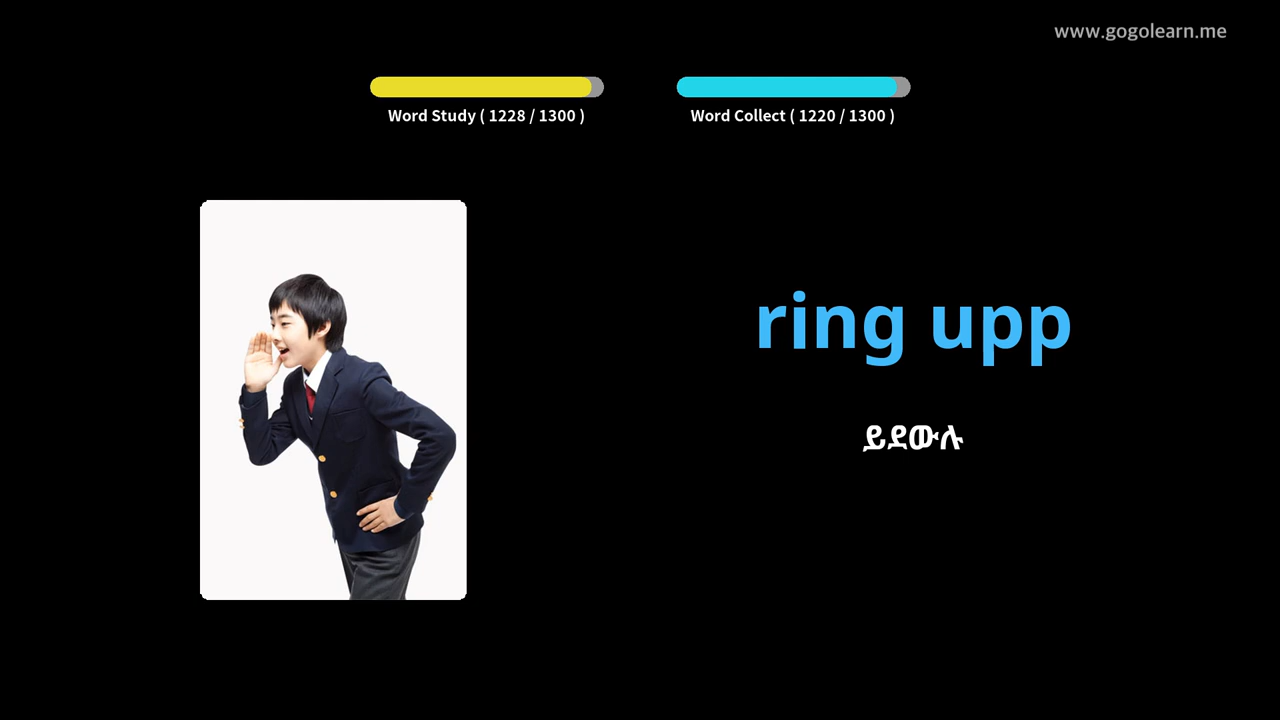 www.gogolearn.me
Word Study ( 1228 / 1300 )
Word Collect ( 1220 / 1300 )
ring upp
ይደውሉ